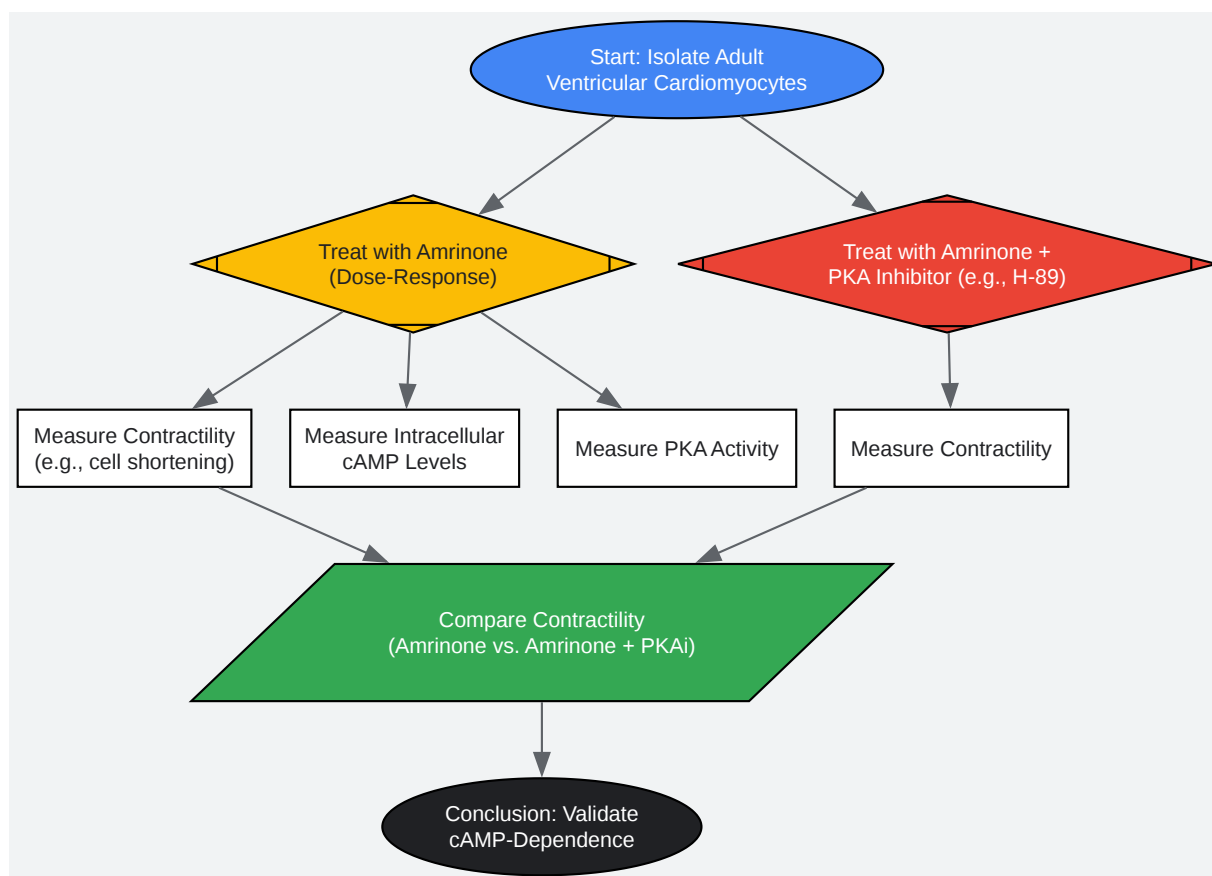 Start: Isolate Adult
Ventricular Cardiomyocytes
Treat with Amrinone
(Dose-Response)
Treat with Amrinone +
PKA Inhibitor (e.g., H-89)
Measure Contractility
(e.g., cell shortening)
Measure Intracellular
cAMP Levels
Measure PKA Activity
Measure Contractility
Compare Contractility
(Amrinone vs. Amrinone + PKAi)
Conclusion: Validate
cAMP-Dependence